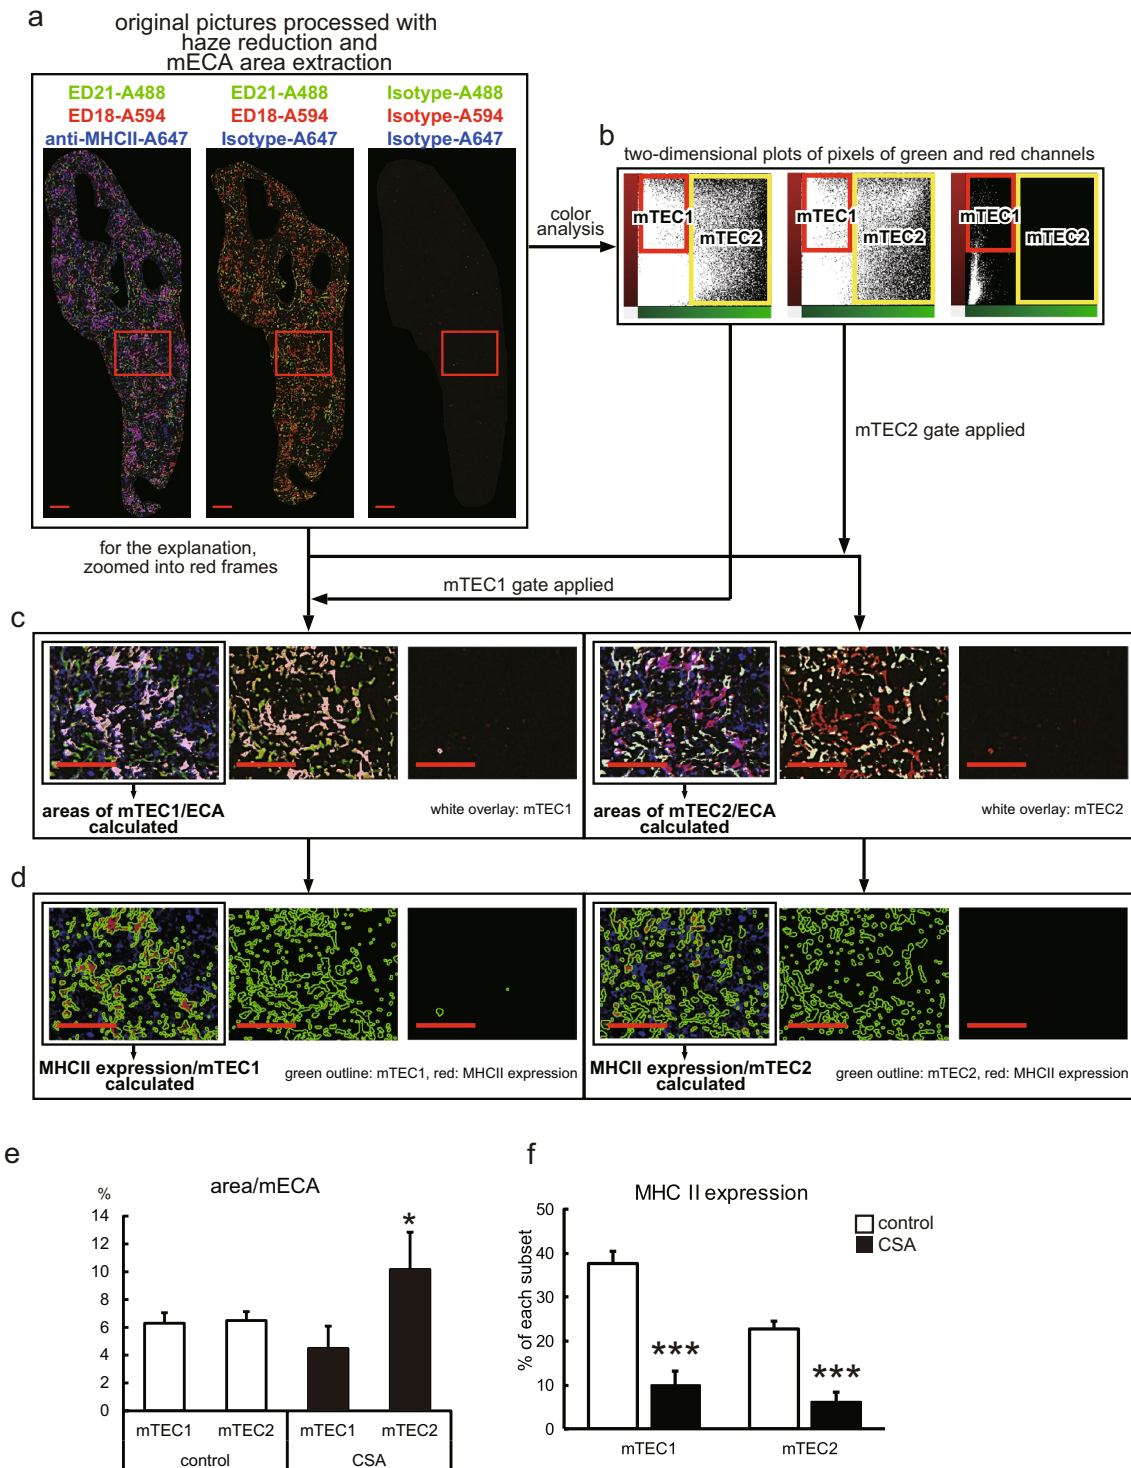 a
original pictures processed with
haze reduction and
mECA area extraction
ED21-A488
ED18-A594
anti-MHCII-A647
ED21-A488
ED18-A594
Isotype-A647
Isotype-A488
Isotype-A594
Isotype-A647
color
analysis
b
two-dimensional plots of pixels of green and red channels
mTEC1
mTEC2
mTEC1
mTEC2
mTEC1
mTEC2
mTEC2 gate applied
for the explanation,
zoomed into red frames
mTEC1 gate applied
c
areas of mTEC1/ECA
calculated
white overlay: mTEC1
areas of mTEC2/ECA
calculated
white overlay: mTEC2
d
MHCII expression/mTEC1
calculated
green outline: mTEC1, red: MHCII expression
MHCII expression/mTEC2
calculated
green outline: mTEC2, red: MHCII expression
e
area/mECA
%
14
12
10
8
6
4
2
0
*
mTEC1 mTEC2 mTEC1 mTEC2
control CSA
f
MHC II expression
% of each subset
50
40
30
20
10
0
***
***
mTEC1 mTEC2
control
CSA